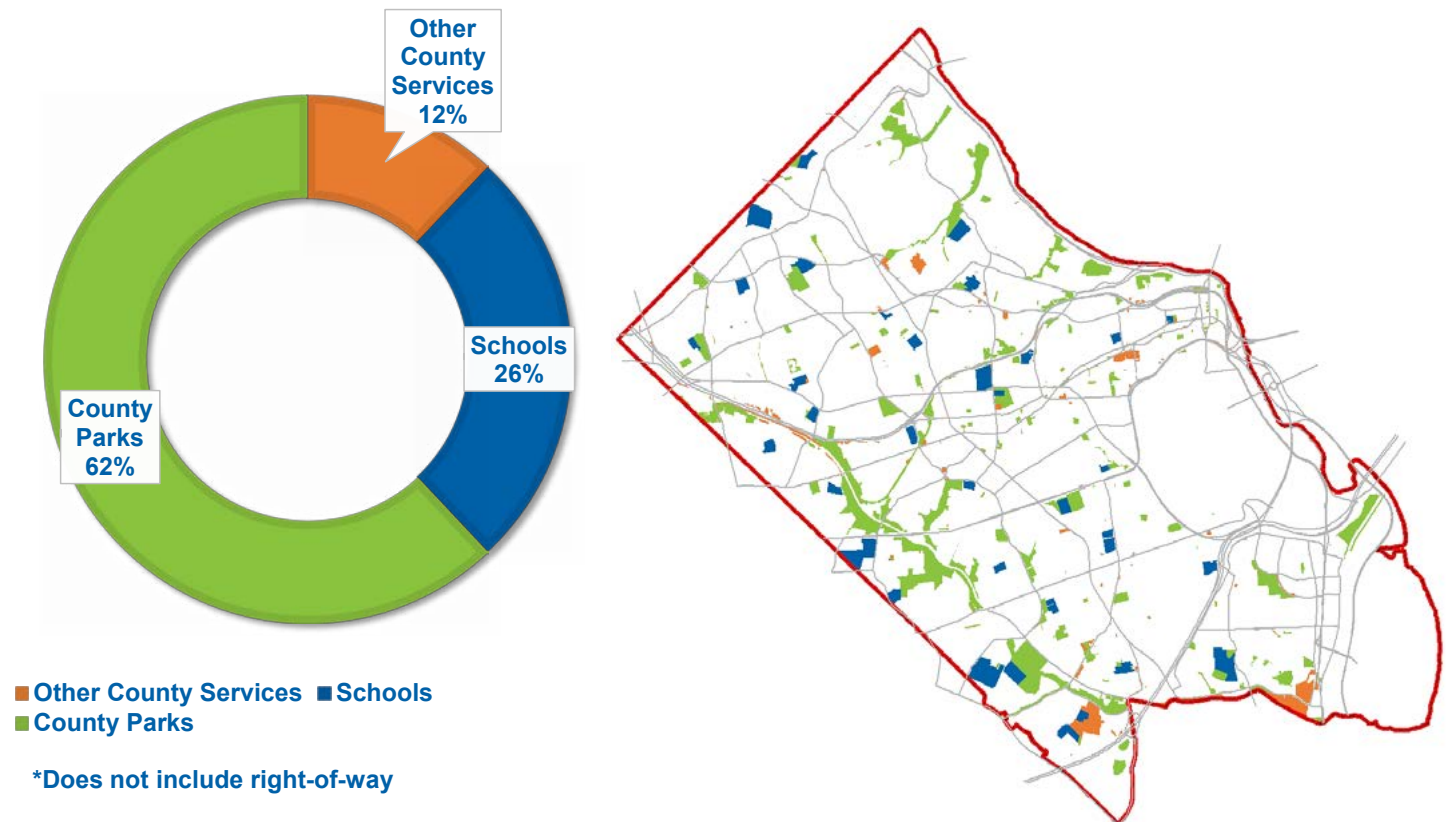 Other
County
Services
12%
Schools
26%
County
Parks
62%
Other County Services Schools
County Parks
*Does not include right-of-way